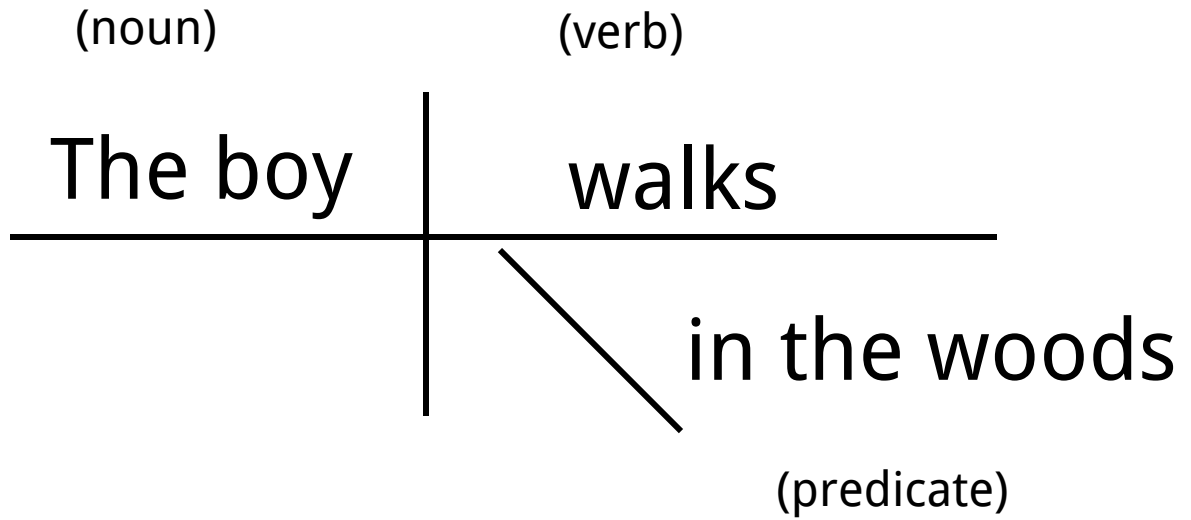 (noun)
(verb)
The boy
walks
in the woods
(predicate)